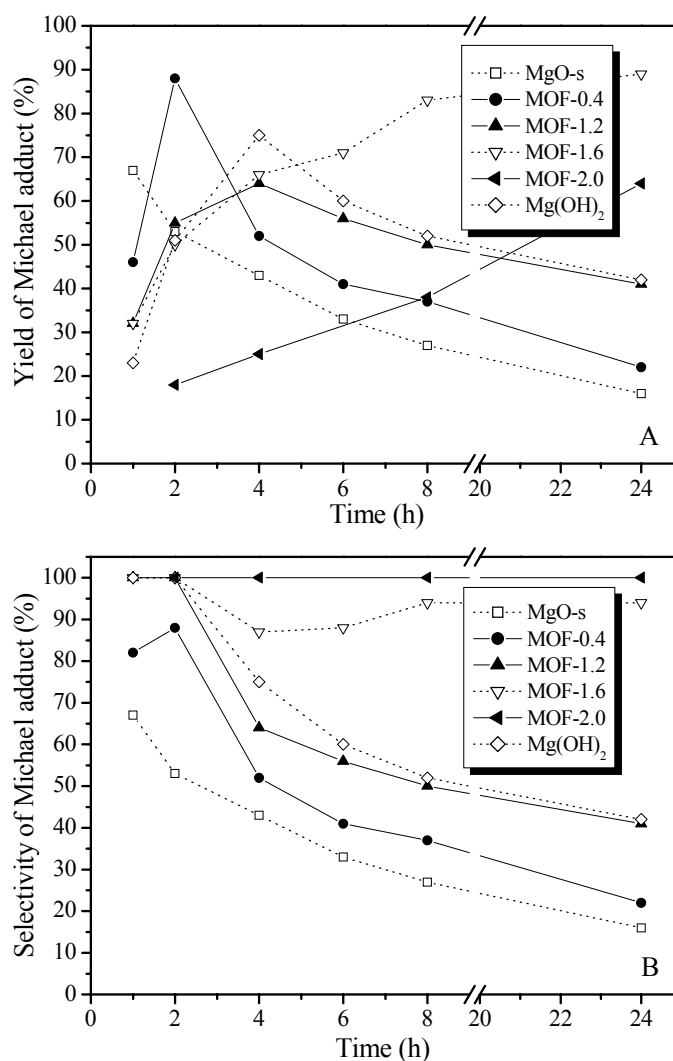 100
90
80
70
60
50
40
30
20
10
0
Yield of Michael adduct (%)
MgO-s
MOF-0.4
MOF-1.2
MOF-1.6
MOF-2.0
Mg(OH)₂
A
0 2 4 6 8 20 22 24
Time (h)
100
90
80
70
60
50
40
30
20
10
0
Selectivity of Michael adduct (%)
MgO-s
MOF-0.4
MOF-1.2
MOF-1.6
MOF-2.0
Mg(OH)₂
B
0 2 4 6 8 20 22 24
Time (h)